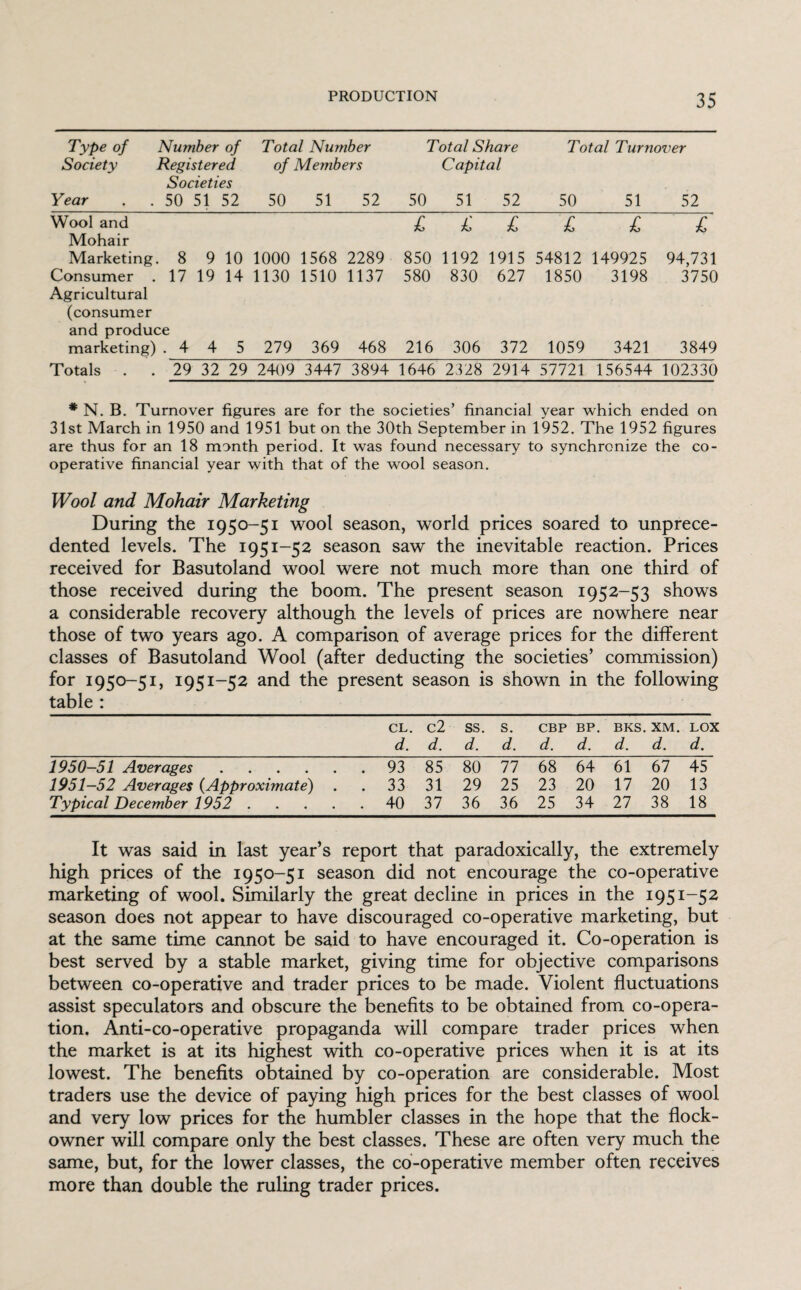 PRODUCTION 35
Type of Number of Total Number Total Share Total Turnover
Society Registered of Members Capital
Societies
Year . . 50 51 52 50 51 52 50 51 52 50 51 52
Wool and £ £ £ £ £ £
Mohair
Marketing. 8 9 10 1000 1568 2289 850 1192 1915 54812 149925 94,731
Consumer . 17 19 14 1130 1510 1137 580 830 627 1850 3198 3750
Agricultural
(consumer
and produce
marketing) . 4 4 5 279 369 468 216 306 372 1059 3421 3849
Totals . . 29 32 29 2409 3447 3894 1646 2328 2914 57721 156544 102330
* N. B. Turnover figures are for the societies’ financial year which ended on
31st March in 1950 and 1951 but on the 30th September in 1952. The 1952 figures
are thus for an 18 month period. It was found necessary to synchronize the co-
operative financial year with that of the wool season.
Wool and Mohair Marketing
During the 1950–51 wool season, world prices soared to unprece-
dented levels. The 1951–52 season saw the inevitable reaction. Prices
received for Basutoland wool were not much more than one third of
those received during the boom. The present season 1952–53 shows
a considerable recovery although the levels of prices are nowhere near
those of two years ago. A comparison of average prices for the different
classes of Basutoland Wool (after deducting the societies’ commission)
for 1950–51, 1951–52 and the present season is shown in the following
table :
CL. C2 SS. S. CBP BP. BKS. XM. LOX
d. d. d. d. d. d. d. d. d.
1950–51 Averages . . . . . . 93 85 80 77 68 64 61 67 45
1951–52 Averages (Approximate) . . 33 31 29 25 23 20 17 20 13
Typical December 1952 . . . . . 40 37 36 36 25 34 27 38 18
It was said in last year’s report that paradoxically, the extremely
high prices of the 1950–51 season did not encourage the co-operative
marketing of wool. Similarly the great decline in prices in the 1951–52
season does not appear to have discouraged co-operative marketing, but
at the same time cannot be said to have encouraged it. Co-operation is
best served by a stable market, giving time for objective comparisons
between co-operative and trader prices to be made. Violent fluctuations
assist speculators and obscure the benefits to be obtained from co-opera-
tion. Anti-co-operative propaganda will compare trader prices when
the market is at its highest with co-operative prices when it is at its
lowest. The benefits obtained by co-operation are considerable. Most
traders use the device of paying high prices for the best classes of wool
and very low prices for the humbler classes in the hope that the flock-
owner will compare only the best classes. These are often very much the
same, but, for the lower classes, the co-operative member often receives
more than double the ruling trader prices.